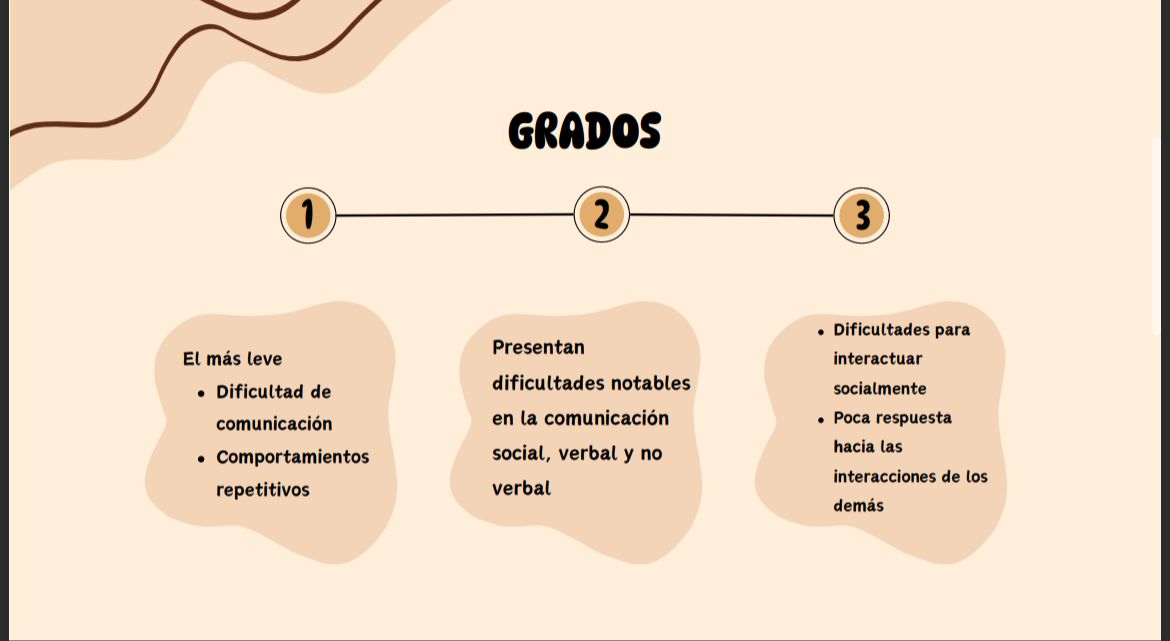 GRADOS
1
2
3
El más leve
• Dificultad de
comunicación
• Comportamientos
repetitivos
Presentan
dificultades notables
en la comunicación
social, verbal y no
verbal
• Dificultades para
interactuar
socialmente
• Poca respuesta
hacia las
interacciones de los
demás